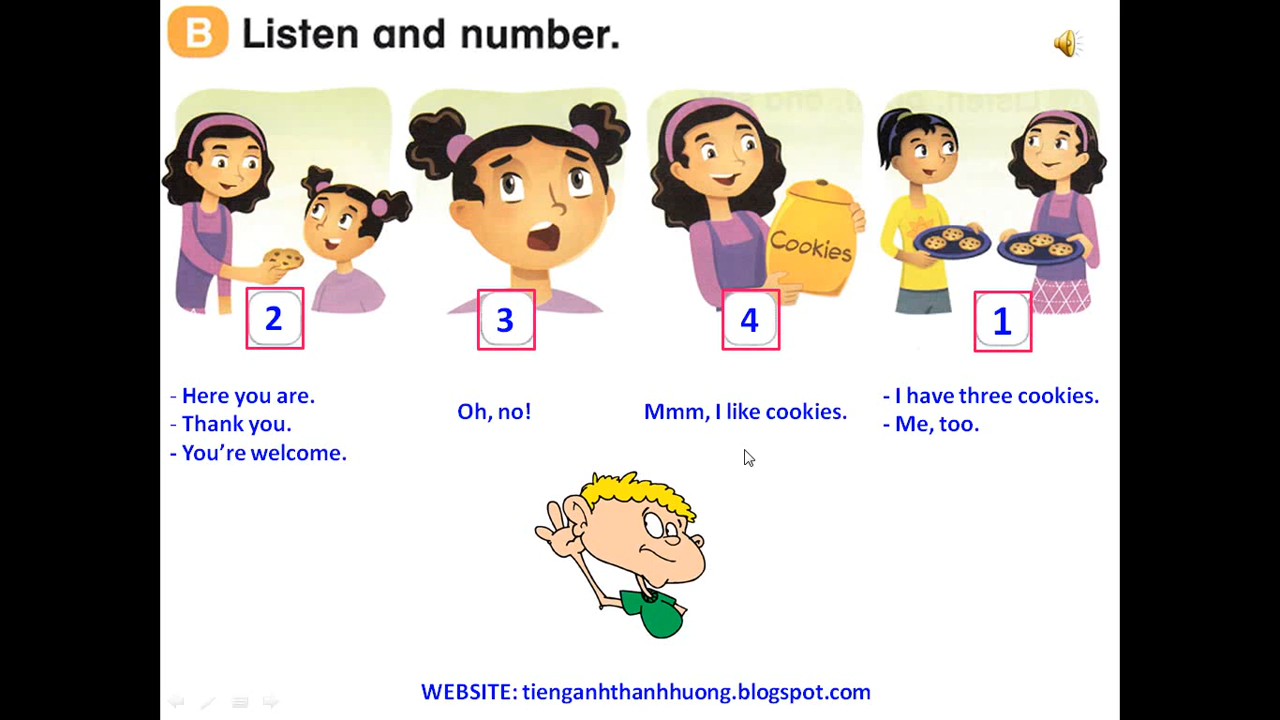 B Listen and number.
Cookies
2
3
4
1
- Here you are.
- Thank you.
- You're welcome.
Oh, no!
Mmm, I like cookies.
- I have three cookies.
- Me, too.
WEBSITE: tienganhthanhhuong.blogspot.com